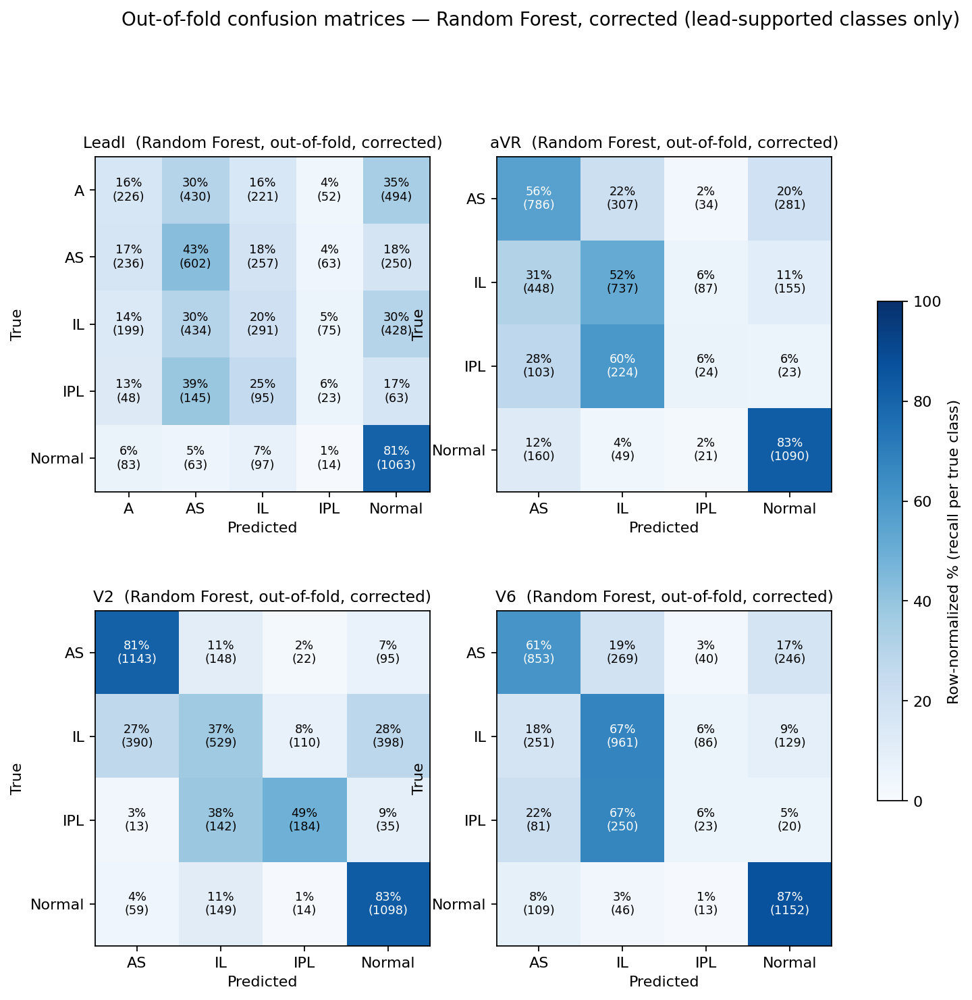 Out-of-fold confusion matrices — Random Forest, corrected (lead-supported classes only)
LeadI  (Random Forest, out-of-fold, corrected)
A
16% 30% 16% 4% 35%
(226) (430) (221) (52) (494)
AS
17% 43% 18% 4% 18%
(236) (602) (257) (63) (250)
IL
14% 30% 20% 5% 30%
(199) (434) (291) (75) (428)
IPL
13% 39% 25% 6% 17%
(48) (145) (95) (23) (63)
Normal
6% 5% 7% 1% 81%
(83) (63) (97) (14) (1063)
A AS IL IPL Normal
Predicted
True
aVR  (Random Forest, out-of-fold, corrected)
AS
56% 22% 2% 20%
(786) (307) (34) (281)
IL
31% 52% 6% 11%
(448) (737) (87) (155)
IPL
28% 60% 6% 6%
(103) (224) (24) (23)
Normal
12% 4% 2% 83%
(160) (49) (21) (1090)
AS IL IPL Normal
Predicted
True
V2  (Random Forest, out-of-fold, corrected)
AS
81% 11% 2% 7%
(1143) (148) (22) (95)
IL
27% 37% 8% 28%
(390) (529) (110) (398)
IPL
3% 38% 49% 9%
(13) (142) (184) (35)
Normal
4% 11% 1% 83%
(59) (149) (14) (1098)
AS IL IPL Normal
Predicted
True
V6  (Random Forest, out-of-fold, corrected)
AS
61% 19% 3% 17%
(853) (269) (40) (246)
IL
18% 67% 6% 9%
(251) (961) (86) (129)
IPL
22% 67% 6% 5%
(81) (250) (23) (20)
Normal
8% 3% 1% 87%
(109) (46) (13) (1152)
AS IL IPL Normal
Predicted
True
100
80
60
40
20
0
Row-normalized % (recall per true class)